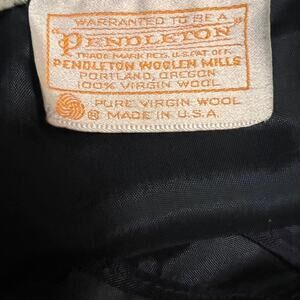 WARRANTED TO BE A
"PENDLETON"
TRADE MARK REG. U.S. PAT. OFF.
PENDLETON WOOLEN MILLS
PORTLAND, OREGON
100% VIRGIN WOOL
PURE VIRGIN WOOL
® MADE IN U.S.A.